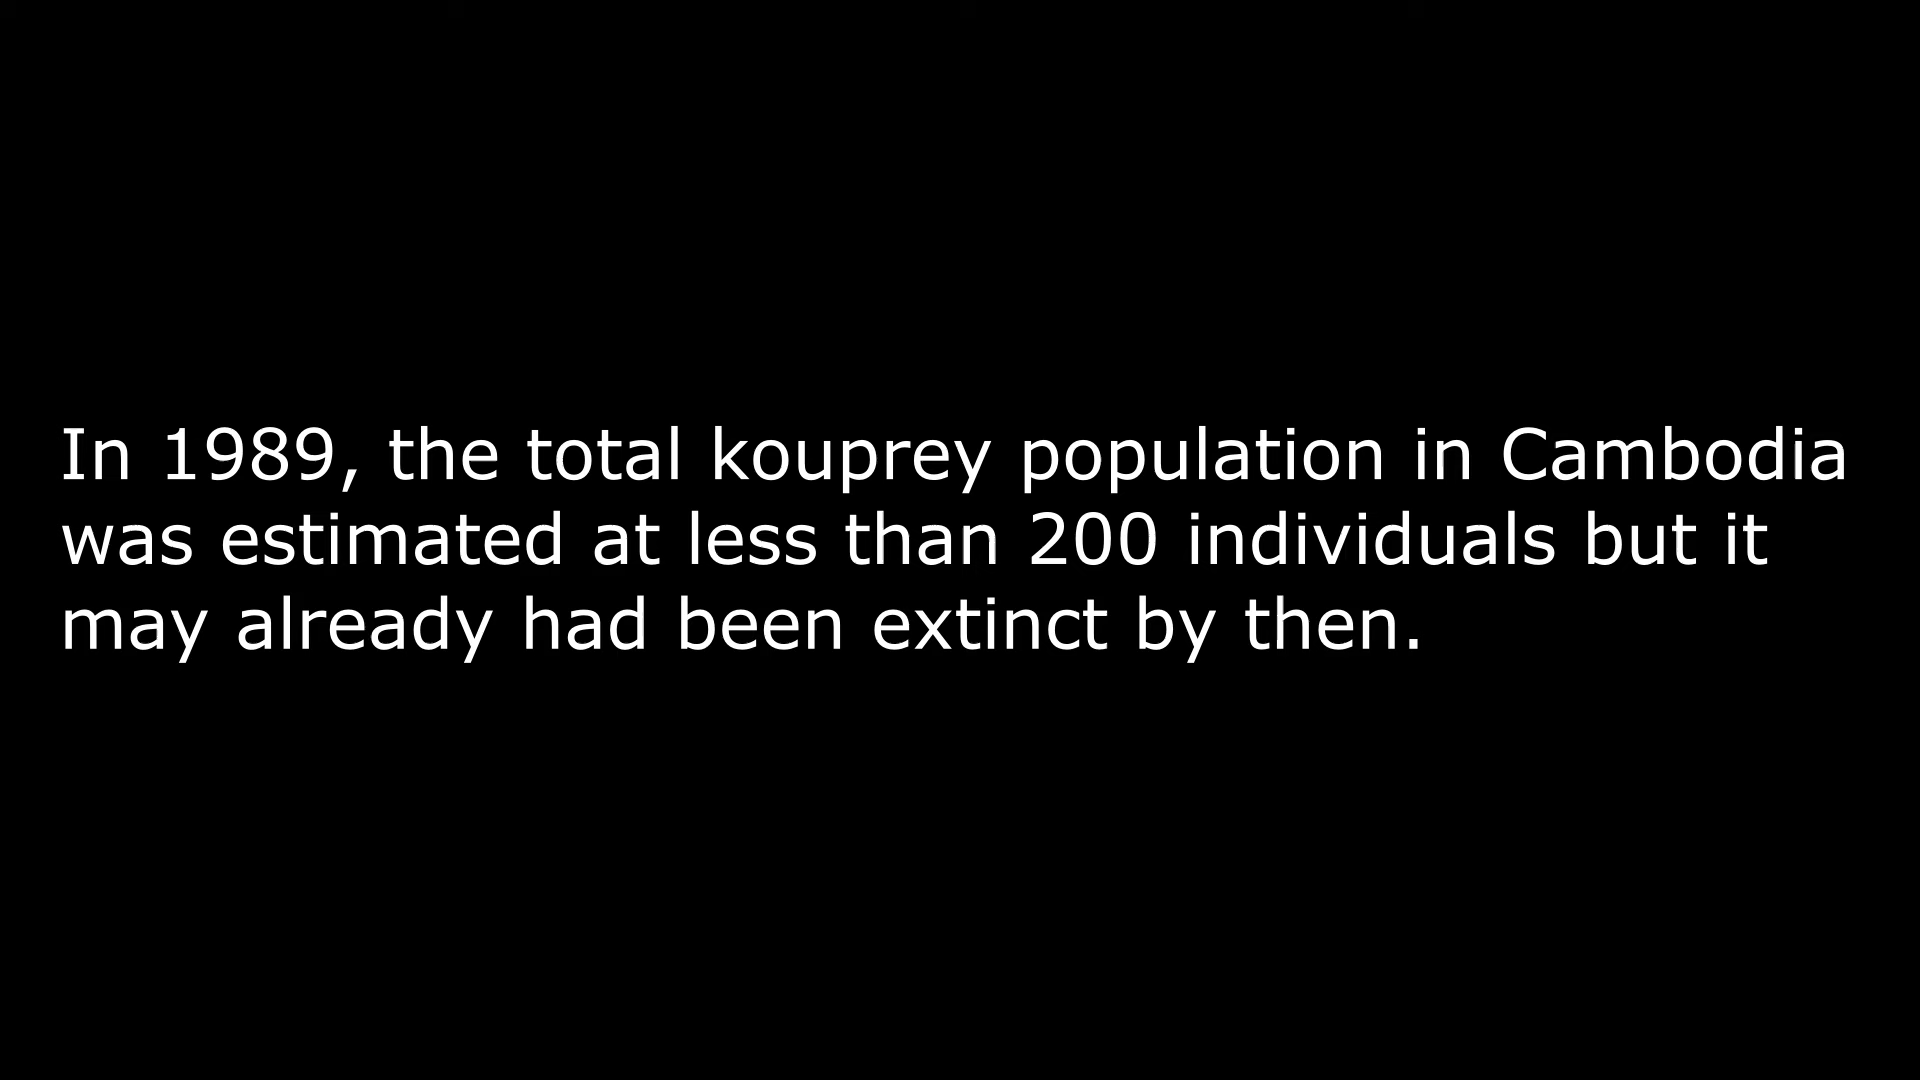 In 1989, the total kouprey population in Cambodia
was estimated at less than 200 individuals but it
may already had been extinct by then.